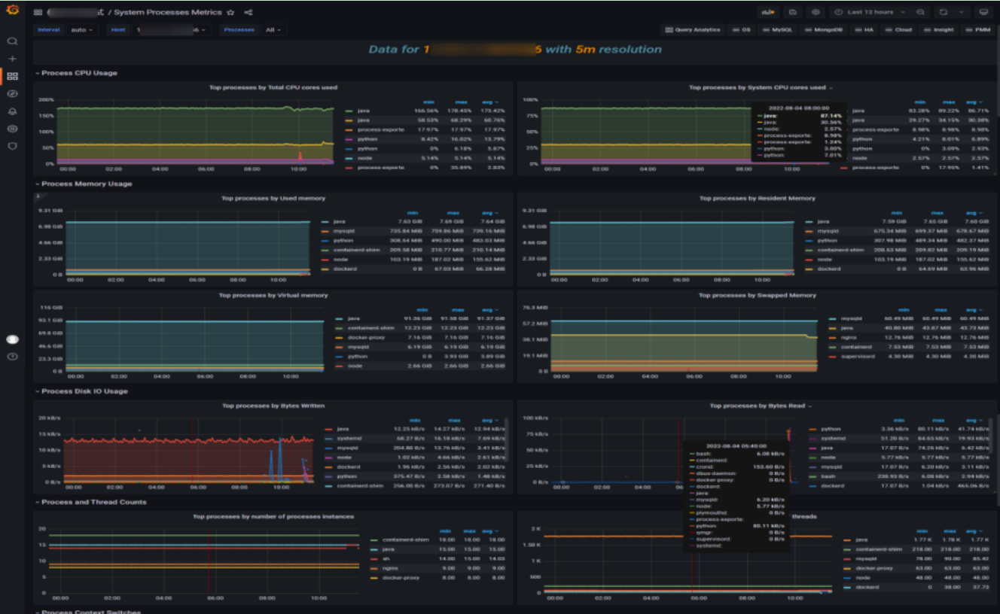 / System Processes Metrics
Last 12 hours
Interval auto Host 1 6 Processes All
Query Analytics OS MySQL MongoDB HA Cloud Insight PMM
Data for 1 6 with 5m resolution
Process CPU Usage
Top processes by Total CPU cores used
min max avg
200%
150%
100%
50%
0%
00:00 02:00 04:00 06:00 08:00 10:00
java 166.56% 178.45% 173.42%
java 58.53% 68.29% 60.76%
process-exporte 17.97% 17.97% 17.97%
python 8.42% 16.02% 13.79%
python 0% 6.18% 5.87%
node 5.14% 5.14% 5.14%
process-exporte 0% 35.89% 2.83%
Top processes by System CPU cores used
min max avg
100%
75%
50%
25%
0%
00:00 02:00 04:00 06:00 08:00 10:00
2022-08-04 08:00:00
java: 87.14%
java: 30.56%
node: 2.57%
process-exporte: 8.98%
process-exporte: 1.24%
python: 3.00%
python: 7.01%
java 83.28% 89.22% 86.71%
java 29.27% 34.15% 30.38%
process-exporte 8.98% 8.98% 8.98%
python 4.21% 8.01% 6.89%
python 0% 3.09% 2.93%
node 2.57% 2.57% 2.57%
process-exporte 0% 17.95% 1.41%
Process Memory Usage
Top processes by Used memory
min max avg
9.31 GiB
6.98 GiB
4.66 GiB
2.33 GiB
0 B
00:00 02:00 04:00 06:00 08:00 10:00
java 7.63 GiB 7.69 GiB 7.64 GiB
mysqld 735.84 MiB 759.86 MiB 739.16 MiB
python 308.64 MiB 490.00 MiB 483.03 MiB
containerd-shim 209.58 MiB 210.77 MiB 210.14 MiB
node 103.19 MiB 187.02 MiB 155.62 MiB
dockerd 0 B 67.03 MiB 66.28 MiB
Top processes by Resident Memory
min max avg
9.31 GiB
6.98 GiB
4.66 GiB
2.33 GiB
0 B
00:00 02:00 04:00 06:00 08:00 10:00
java 7.59 GiB 7.65 GiB 7.60 GiB
mysqld 675.34 MiB 699.37 MiB 678.67 MiB
python 307.98 MiB 489.34 MiB 482.37 MiB
containerd-shim 208.63 MiB 209.82 MiB 209.19 MiB
node 103.19 MiB 187.02 MiB 155.62 MiB
dockerd 0 B 64.69 MiB 63.96 MiB
Top processes by Virtual memory
min max avg
116 GiB
93.1 GiB
69.8 GiB
46.6 GiB
23.3 GiB
0 B
00:00 02:00 04:00 06:00 08:00 10:00
java 91.36 GiB 91.58 GiB 91.37 GiB
containerd-shim 12.23 GiB 12.23 GiB 12.23 GiB
docker-proxy 7.16 GiB 7.16 GiB 7.16 GiB
mysqld 6.19 GiB 6.19 GiB 6.19 GiB
python 0 B 3.93 GiB 3.89 GiB
node 2.66 GiB 2.66 GiB 2.66 GiB
Top processes by Swapped Memory
min max avg
76.3 MiB
57.2 MiB
38.1 MiB
19.1 MiB
0 B
00:00 02:00 04:00 06:00 08:00 10:00
mysqld 60.49 MiB 60.49 MiB 60.49 MiB
java 40.80 MiB 43.87 MiB 43.73 MiB
nginx 12.76 MiB 12.76 MiB 12.76 MiB
containerd 7.53 MiB 7.53 MiB 7.53 MiB
supervisord 4.30 MiB 4.30 MiB 4.30 MiB
Process Disk IO Usage
Top processes by Bytes Written
min max avg
20 kB/s
15 kB/s
10 kB/s
5 kB/s
0 B/s
00:00 02:00 04:00 06:00 08:00 10:00
java 12.25 kB/s 14.27 kB/s 12.94 kB/s
systemd 68.27 B/s 16.18 kB/s 7.69 kB/s
mysqld 204.80 B/s 13.76 kB/s 3.41 kB/s
node 1.02 kB/s 4.66 kB/s 2.61 kB/s
dockerd 1.96 kB/s 2.56 kB/s 2.02 kB/s
python 375.47 B/s 2.58 kB/s 1.48 kB/s
containerd-shim 256.00 B/s 273.07 B/s 271.40 B/s
Top processes by Bytes Read
min max avg
100 kB/s
75 kB/s
50 kB/s
25 kB/s
0 B/s
00:00 02:00 04:00
python 3.36 kB/s 80.11 kB/s 41.74 kB/s
systemd 51.20 B/s 84.65 kB/s 19.93 kB/s
java 17.07 B/s 74.26 kB/s 6.42 kB/s
node 5.77 kB/s 5.77 kB/s 5.77 kB/s
mysqld 17.07 B/s 6.20 kB/s 3.11 kB/s
bash 238.93 B/s 6.08 kB/s 2.94 kB/s
dockerd 17.07 B/s 1.04 kB/s 465.06 B/s
2022-08-04 05:40:00
bash: 6.08 kB/s
containerd:
crond: 153.60 B/s
dbus-daemon: 0 B/s
docker-proxy: 0 B/s
dockerd:
java:
mysqld: 6.20 kB/s
node: 5.77 kB/s
plymouthd: 0 B/s
process-exporte:
python: 80.11 kB/s
qmgr: 0 B/s
supervisord: 0 B/s
systemd:
Process and Thread Counts
Top processes by number of processes instances
min max avg
20
15
10
5
0
00:00 02:00 04:00 06:00 08:00 10:00
containerd-shim 18.00 18.00 18.00
java 15.00 15.00 15.00
sh 14.00 15.00 14.03
nginx 9.00 9.00 9.00
docker-proxy 8.00 8.00 8.00
threads
min max avg
2 K
1.50 K
1 K
500
0
00:00 02:00 04:00 06:00 08:00 10:00
java 1.77 K 1.78 K 1.77 K
containerd-shim 218.00 218.00 218.00
mysqld 78.00 90.00 85.42
docker-proxy 63.00 63.00 63.00
node 48.00 48.00 48.00
dockerd 0 38.00 37.73
Process Context Switches